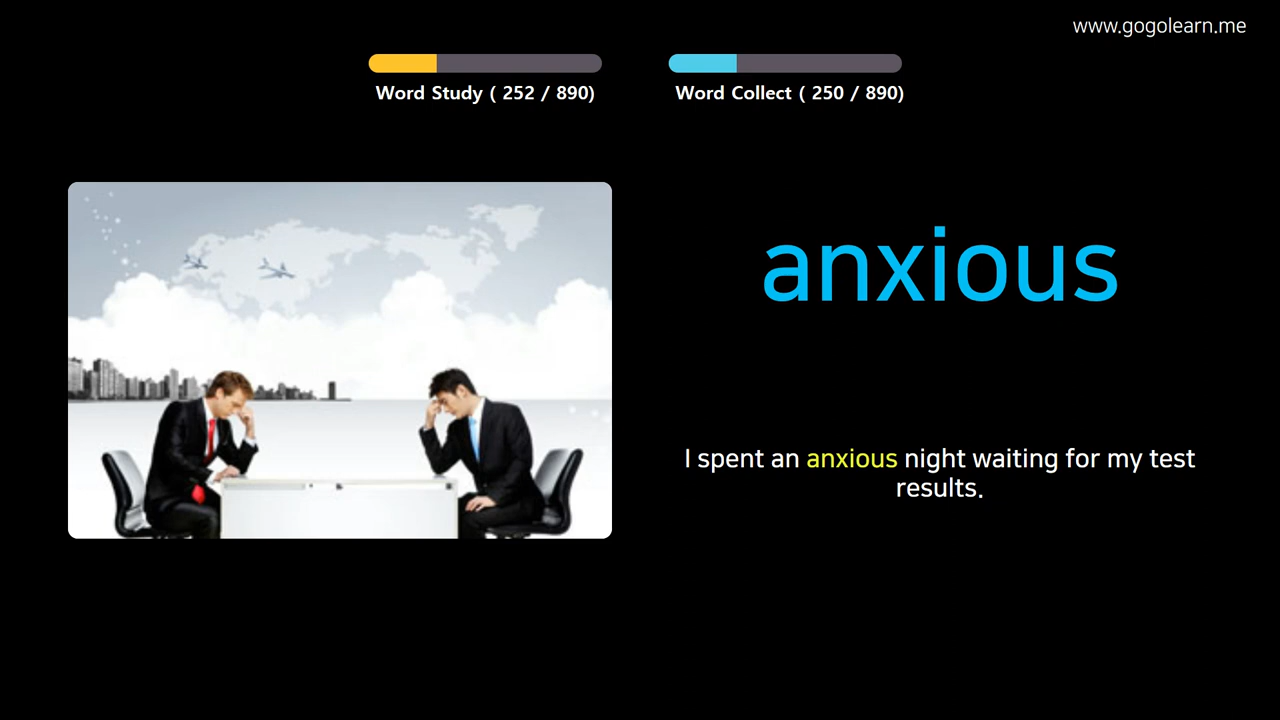 www.gogolearn.me
Word Study ( 252 / 890)
Word Collect ( 250 / 890)
anxious
I spent an anxious night waiting for my test
results.